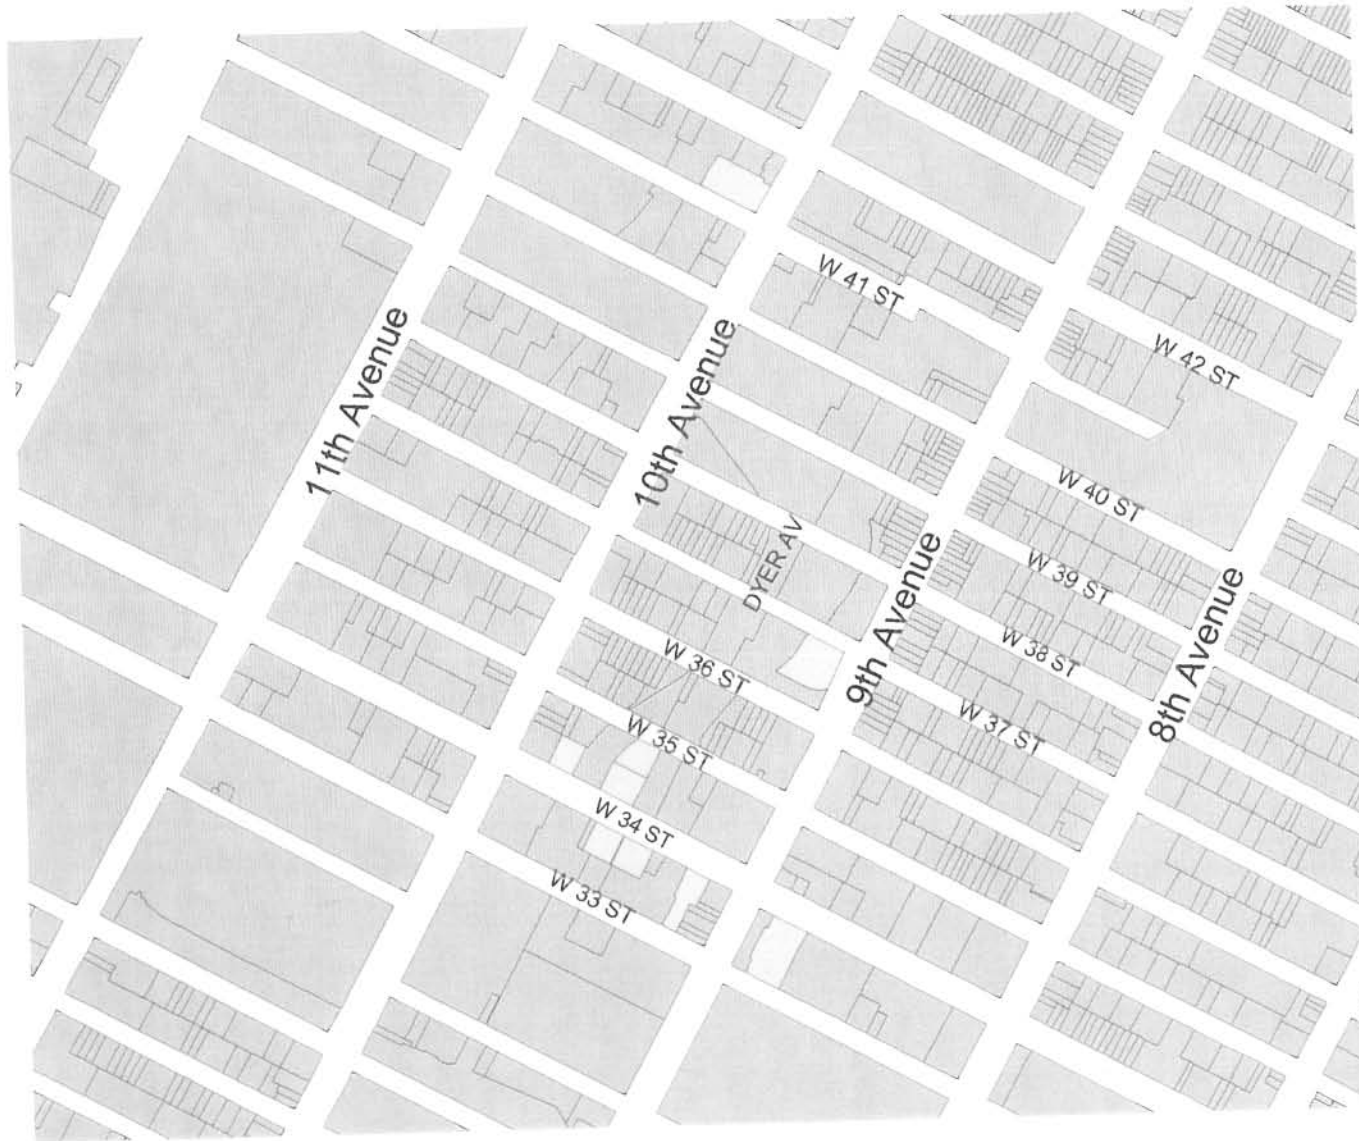 W 41 ST
W 42 ST
11th Avenue
10th Avenue
W 40 ST
DYER AV
9th Avenue
W 39 ST
8th Avenue
W 38 ST
W 36 ST
W 37 ST
W 35 ST
W 34 ST
W 33 ST